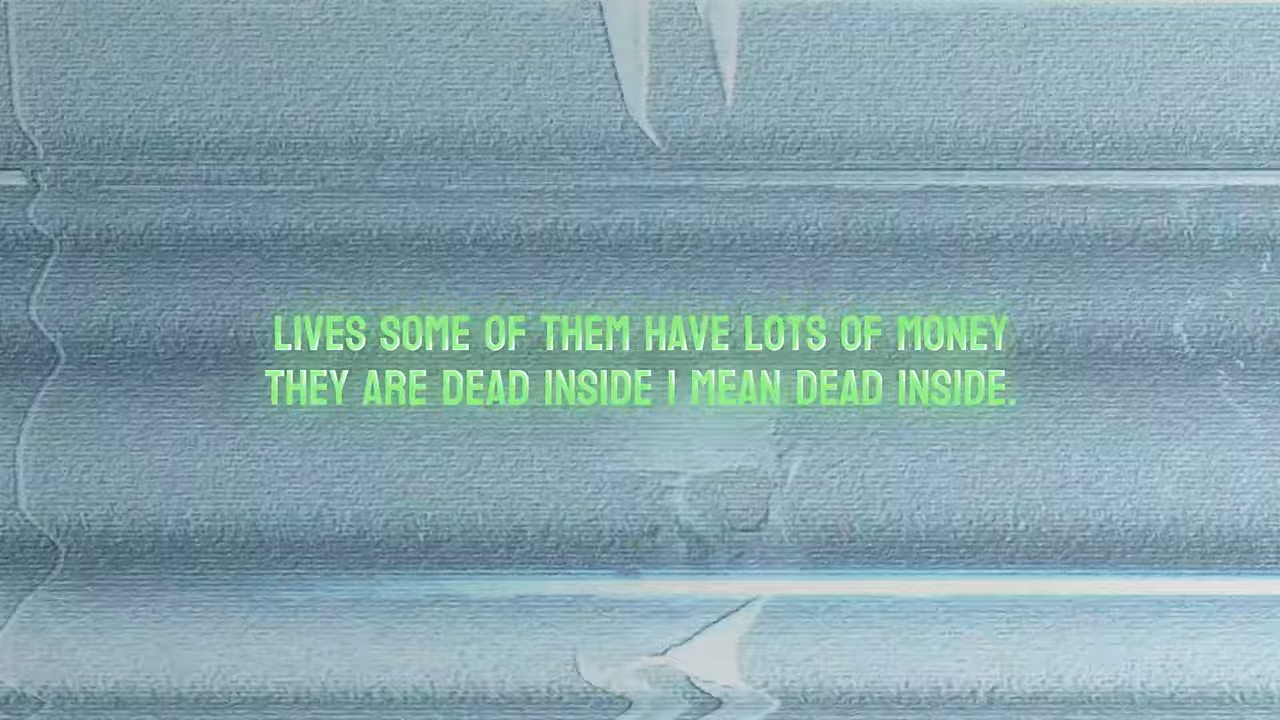 LIVES SOME OF THEM HAVE LOTS OF MONEY
THEY ARE DEAD INSIDE I MEAN DEAD INSIDE.